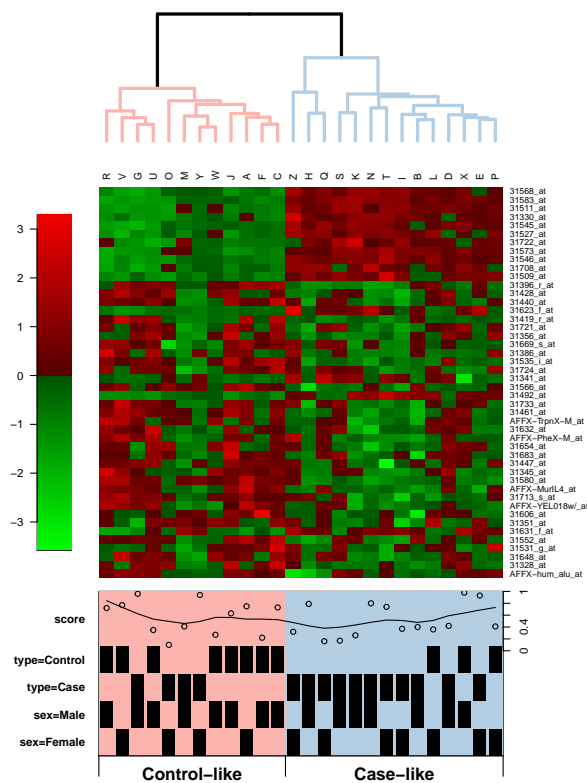 R V G U O M Y W J A F C Z H Q S K N T I B L D X E P
31568_at
31583_at
31511_at
31330_at
31545_at
31527_at
31722_at
31573_at
31546_at
31708_at
31509_at
31396_r_at
31428_at
31440_at
31623_f_at
31419_r_at
31721_at
31356_at
31669_s_at
31386_at
31535_i_at
31724_at
31341_at
31566_at
31492_at
31733_at
31461_at
AFFX-TrpnX-M_at
31632_at
AFFX-PheX-M_at
31654_at
31683_at
31447_at
31345_at
31580_at
AFFX-MurIL4_at
31713_s_at
AFFX-YEL018w/_at
31606_at
31351_at
31631_f_at
31552_at
31531_g_at
31648_at
31328_at
AFFX-hum_alu_at
3
2
1
0
−1
−2
−3
score
0 0.4 1
type=Control
type=Case
sex=Male
sex=Female
Control−like Case−like